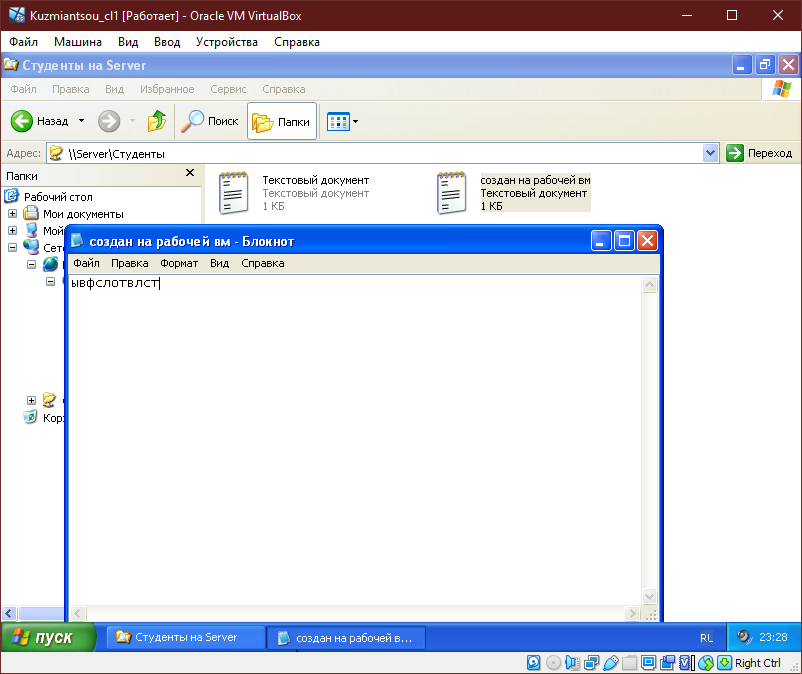 Kuzmiantsou_cl1 [Работает] - Oracle VM VirtualBox
Файл Машина Вид Ввод Устройства Справка
Студенты на Server
Файл Правка Вид Избранное Сервис Справка
Назад Поиск Папки
Адрес: \\Server\Студенты Переход
Папки
Рабочий стол
Мои документы
Мой
Сете
Кор
Текстовый документ
Текстовый документ
1 КБ
создан на рабочей вм
Текстовый документ
1 КБ
создан на рабочей вм - Блокнот
Файл Правка Формат Вид Справка
ывфслотвлст
пуск Студенты на Server создан на рабочей в... RL 23:28
Right Ctrl